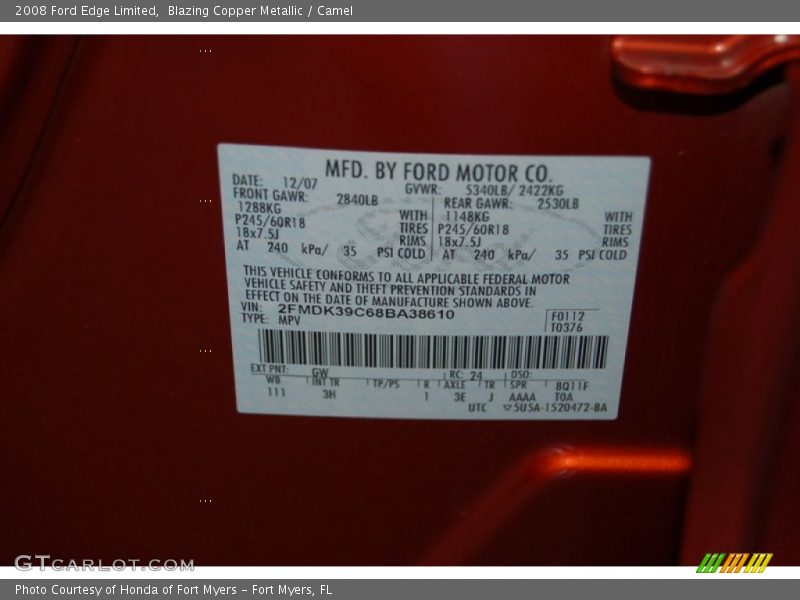 2008 Ford Edge Limited,  Blazing Copper Metallic / Camel
MFD. BY FORD MOTOR CO.
DATE: 12/07 GVWR: 5340LB/ 2422KG
FRONT GAWR: 2840LB REAR GAWR: 2530LB
1288KG WITH 1148KG WITH
P245/60R18 TIRES P245/60R18 TIRES
18x7.5J RIMS 18x7.5J RIMS
AT 240 kPa/ 35 PSI COLD AT 240 kPa/ 35 PSI COLD
THIS VEHICLE CONFORMS TO ALL APPLICABLE FEDERAL MOTOR
VEHICLE SAFETY AND THEFT PREVENTION STANDARDS IN
EFFECT ON THE DATE OF MANUFACTURE SHOWN ABOVE.
VIN: 2FMDK39C68BA38610 F0112
TYPE: MPV T0376
EXT PNT: GW RC: 24 DSO:
WB INT TR TP/PS R AXLE TR SPR 8Q11F
111 3H 1 3E J AAAA TOA
UTC ▽5U5A-1520472-BA
GTCARLOT.COM
Photo Courtesy of Honda of Fort Myers – Fort Myers, FL